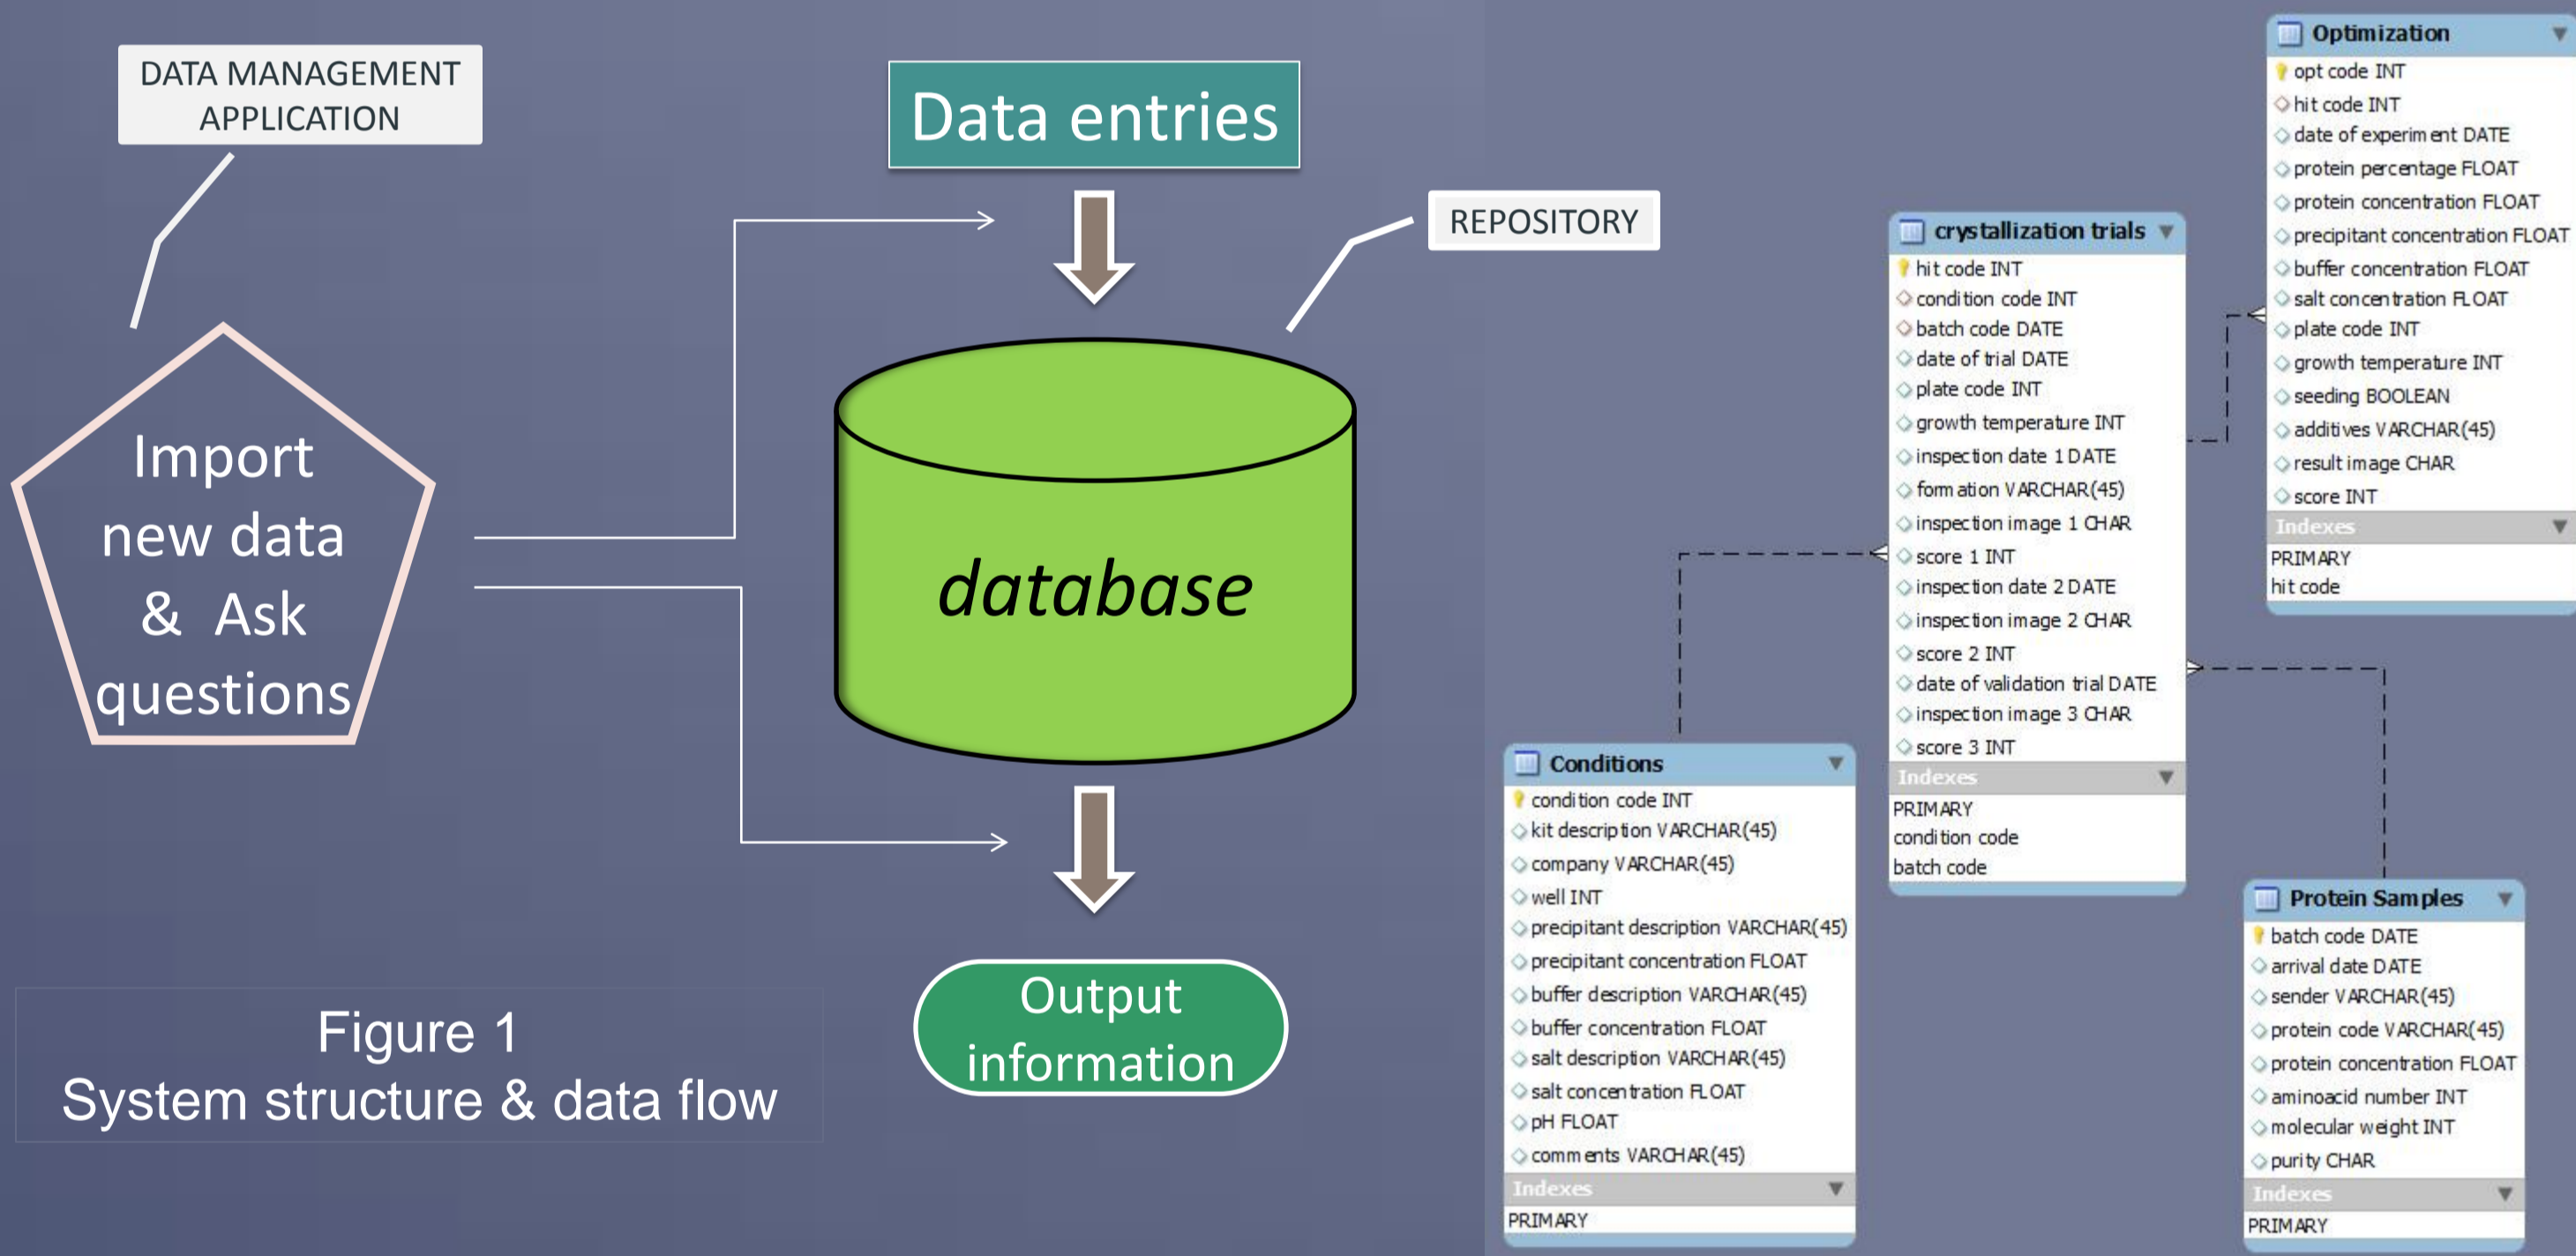 DATA MANAGEMENT
APPLICATION
Import
new data
& Ask
questions
Data entries
REPOSITORY
database
Output
information
Figure 1
System structure & data flow
Optimization
opt code INT
hit code INT
date of experiment DATE
protein percentage FLOAT
protein concentration FLOAT
precipitant concentration FLOAT
buffer concentration FLOAT
salt concentration FLOAT
plate code INT
growth temperature INT
seeding BOOLEAN
additives VARCHAR(45)
result image CHAR
score INT
Indexes
PRIMARY
hit code
crystallization trials
hit code INT
condition code INT
batch code DATE
date of trial DATE
plate code INT
growth temperature INT
inspection date 1 DATE
formation VARCHAR(45)
inspection image 1 CHAR
score 1 INT
inspection date 2 DATE
inspection image 2 CHAR
score 2 INT
date of validation trial DATE
inspection image 3 CHAR
score 3 INT
Indexes
PRIMARY
condition code
batch code
Conditions
condition code INT
kit description VARCHAR(45)
company VARCHAR(45)
well INT
precipitant description VARCHAR(45)
precipitant concentration FLOAT
buffer description VARCHAR(45)
buffer concentration FLOAT
salt description VARCHAR(45)
salt concentration FLOAT
pH FLOAT
comments VARCHAR(45)
Indexes
PRIMARY
Protein Samples
batch code DATE
arrival date DATE
sender VARCHAR(45)
protein code VARCHAR(45)
protein concentration FLOAT
aminoacid number INT
molecular weight INT
purity CHAR
Indexes
PRIMARY